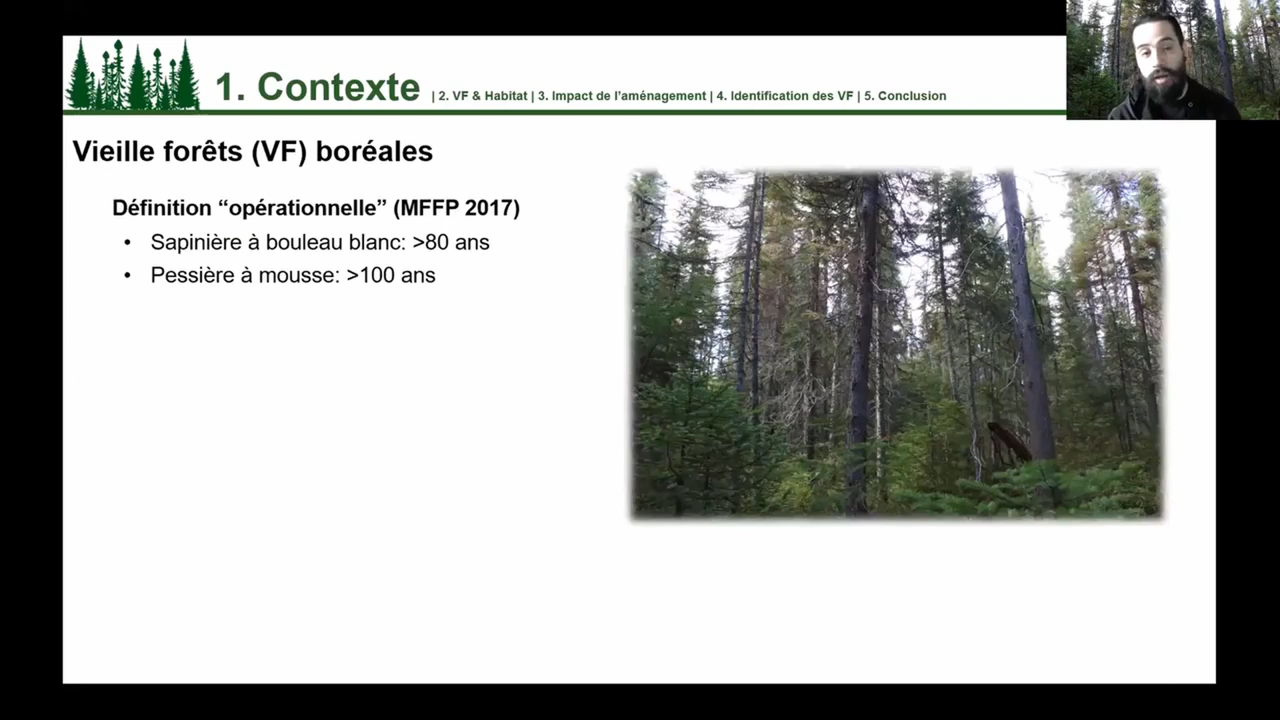 1. Contexte | 2. VF & Habitat | 3. Impact de l'aménagement | 4. Identification des VF | 5. Conclusion
Vieille forêts (VF) boréales
Définition “opérationnelle” (MFFP 2017)
• Sapinière à bouleau blanc: >80 ans
• Pessière à mousse: >100 ans